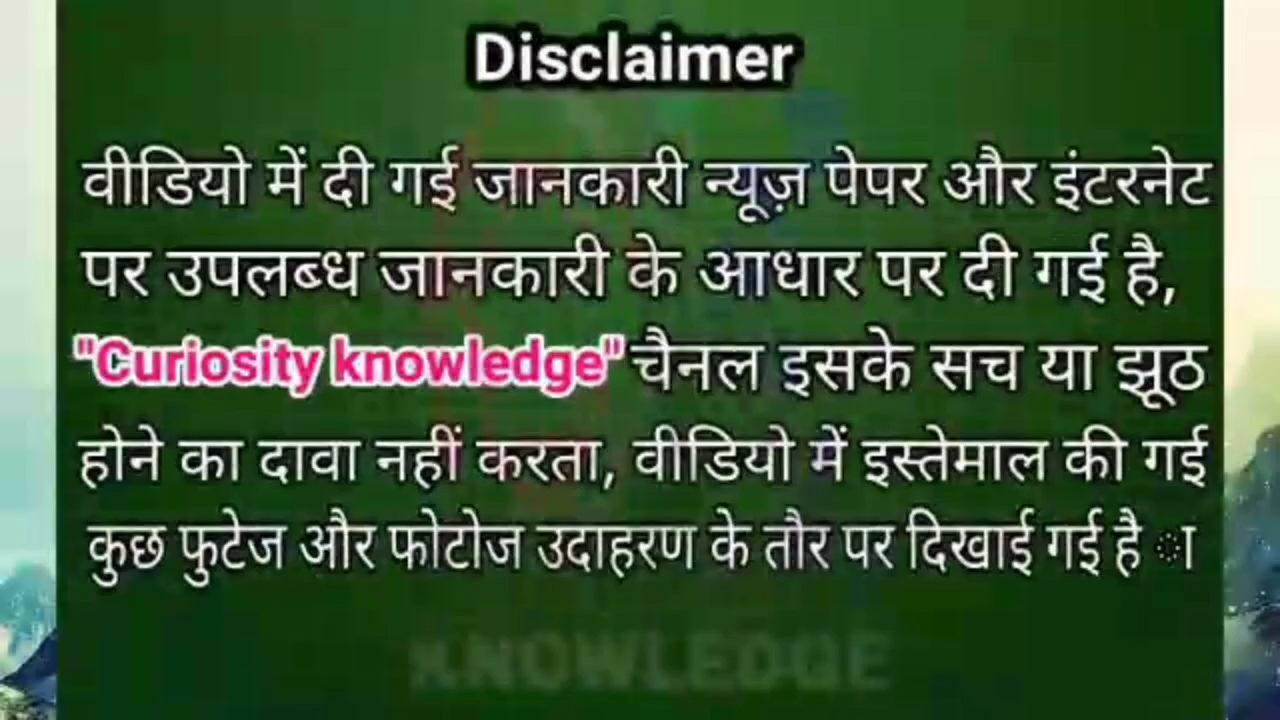 Disclaimer
वीडियो में दी गई जानकारी न्यूज़ पेपर और इंटरनेट
पर उपलब्ध जानकारी के आधार पर दी गई है,
"Curiosity knowledge" चैनल इसके सच या झूठ
होने का दावा नहीं करता, वीडियो में इस्तेमाल की गई
कुछ फुटेज और फोटोज उदाहरण के तौर पर दिखाई गई है ा
KNOWLEDGE